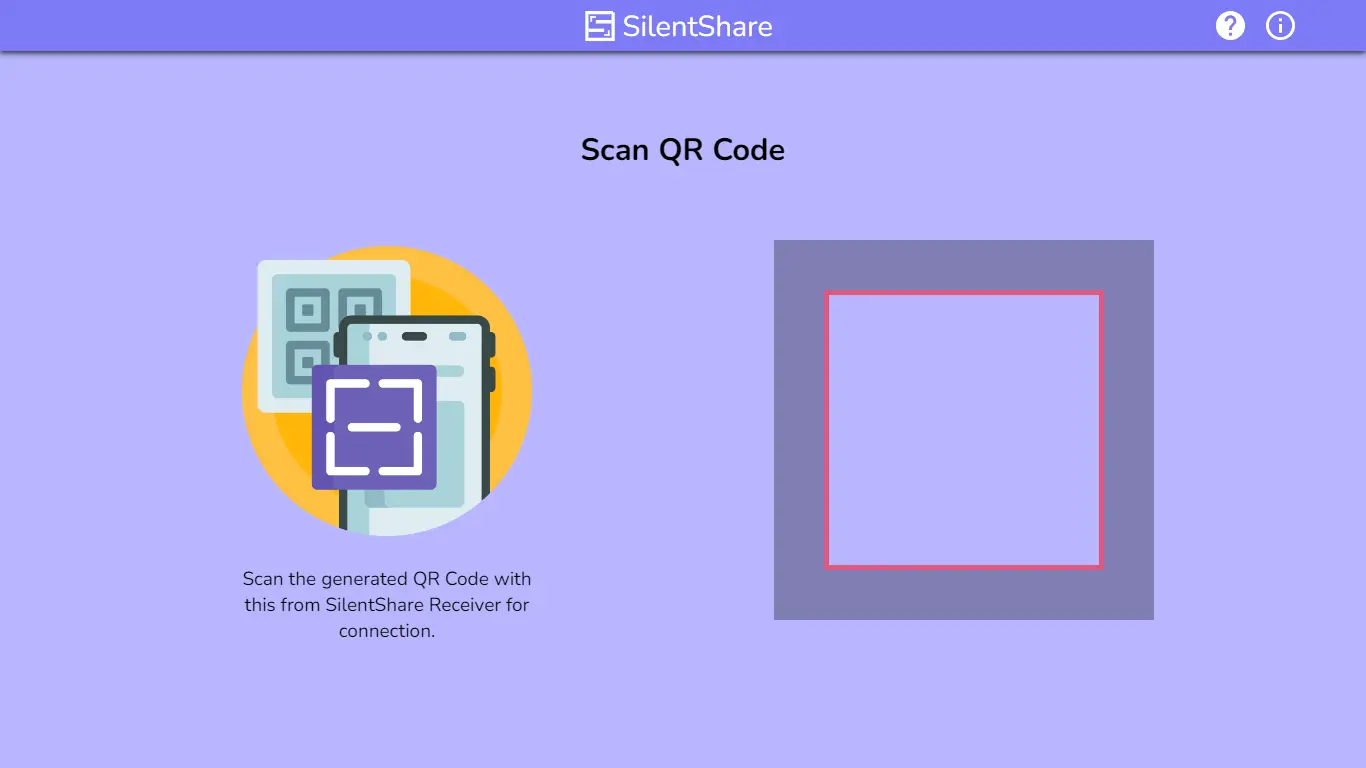 SilentShare
Scan QR Code
Scan the generated QR Code with
this from SilentShare Receiver for
connection.